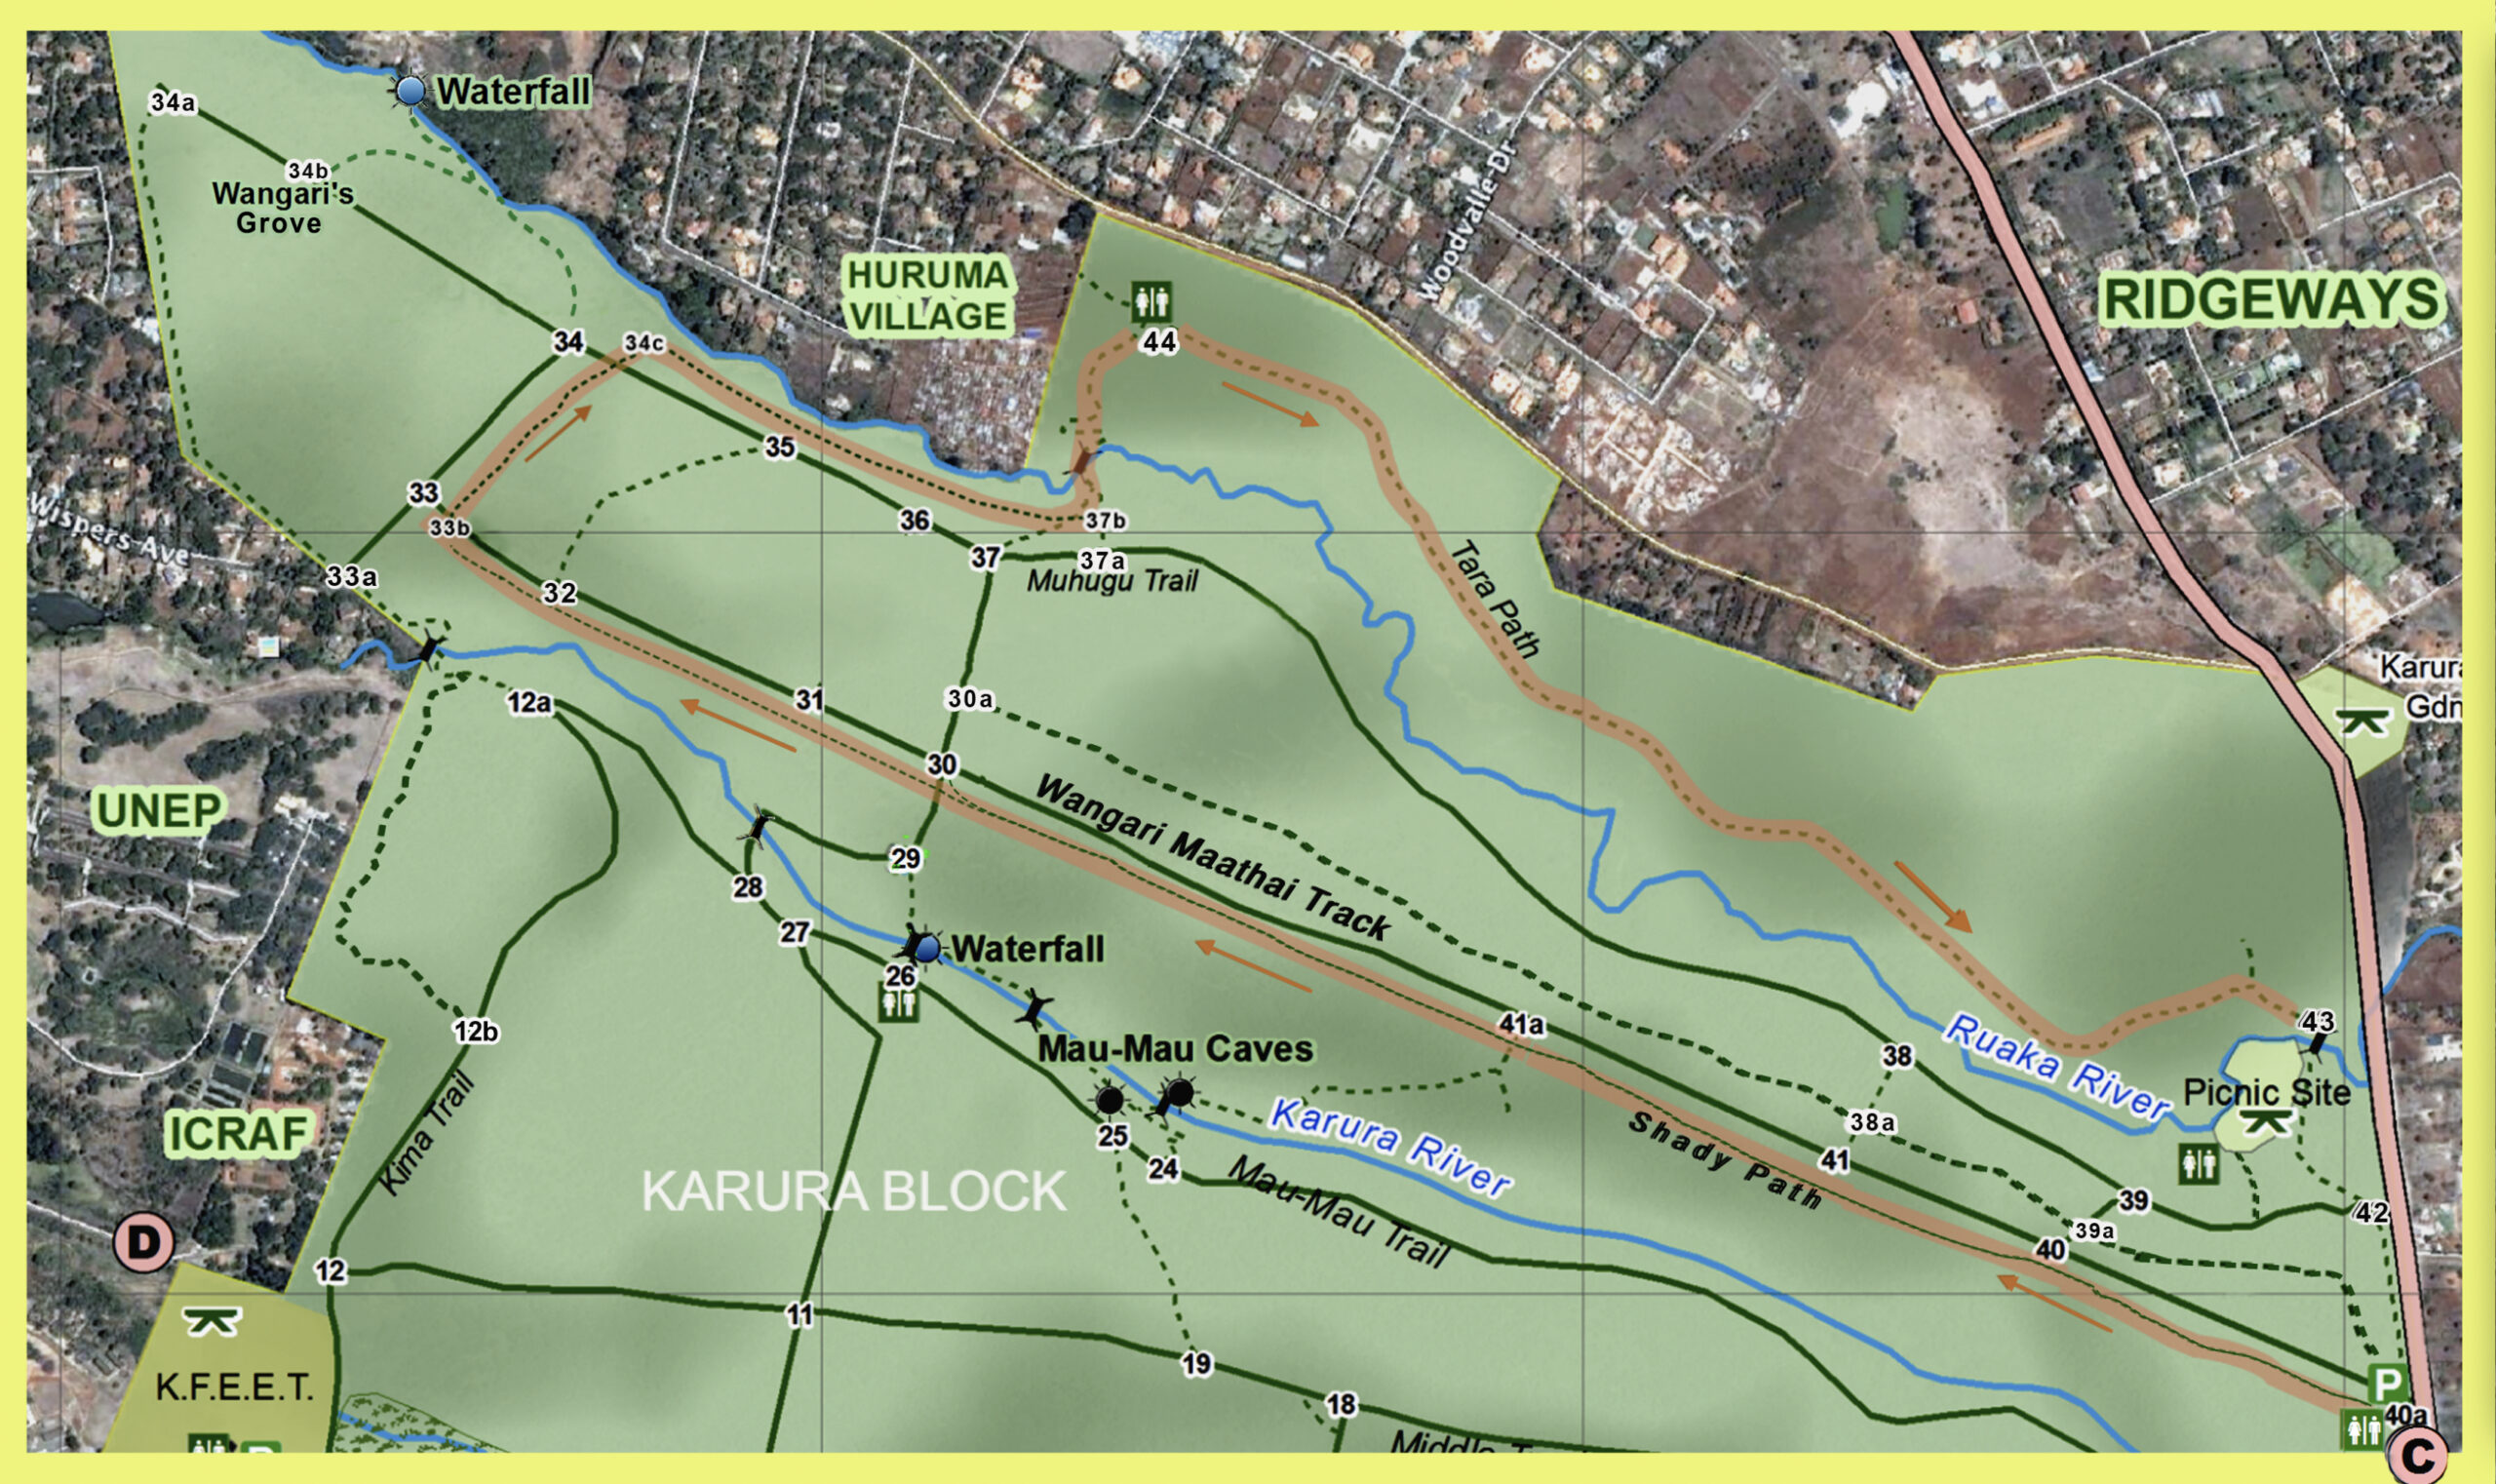 Waterfall
34a
34b
Wangari's
Grove
Woodvalle-Dr
HURUMA
VILLAGE
RIDGEWAYS
44
34
34c
35
33
33b
36
37b
Wispers Ave
37
37a
Muhugu Trail
33a
32
Tara Path
Karura
Gdn
12a
31
30a
30
UNEP
Wangari Maathai Track
29
28
27
Waterfall
26
12b
41a
43
Mau-Mau Caves
38
Ruaka River
Picnic Site
ICRAF
Kima Trail
25
Karura River
38a
Shady Path
41
24
KARURA BLOCK
Mau-Mau Trail
39
42
39a
40
D
12
11
19
K.F.E.E.T.
18
P
40a
Middle
C